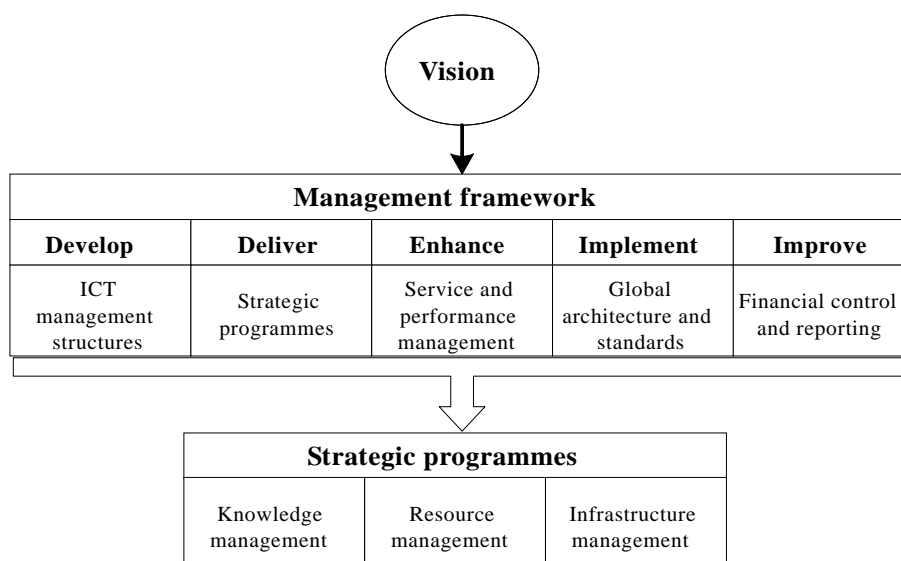 Vision
Management framework
Develop
Deliver
Enhance
Implement
Improve
ICT
management
structures
Strategic
programmes
Service and
performance
management
Global
architecture and
standards
Financial control
and reporting
Strategic programmes
Knowledge
management
Resource
management
Infrastructure
management